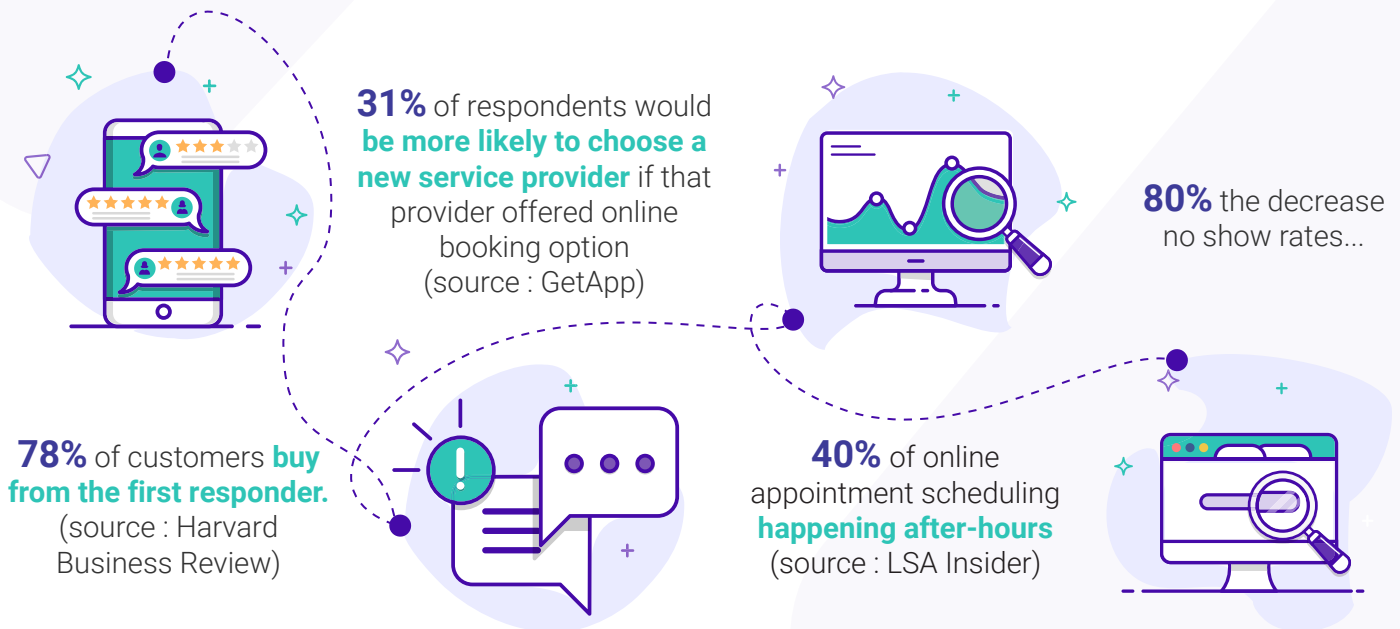 31% of respondents would
be more likely to choose a
new service provider if that
provider offered online
booking option
(source : GetApp)
80% the decrease
no show rates...
78% of customers buy
from the first responder.
(source : Harvard
Business Review)
40% of online
appointment scheduling
happening after-hours
(source : LSA Insider)